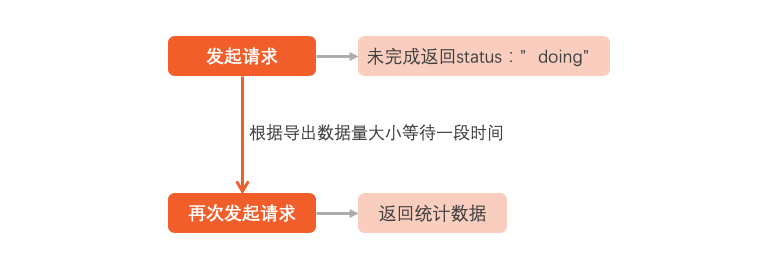 发起请求
未完成返回status：”doing”
根据导出数据量大小等待一段时间
再次发起请求
返回统计数据